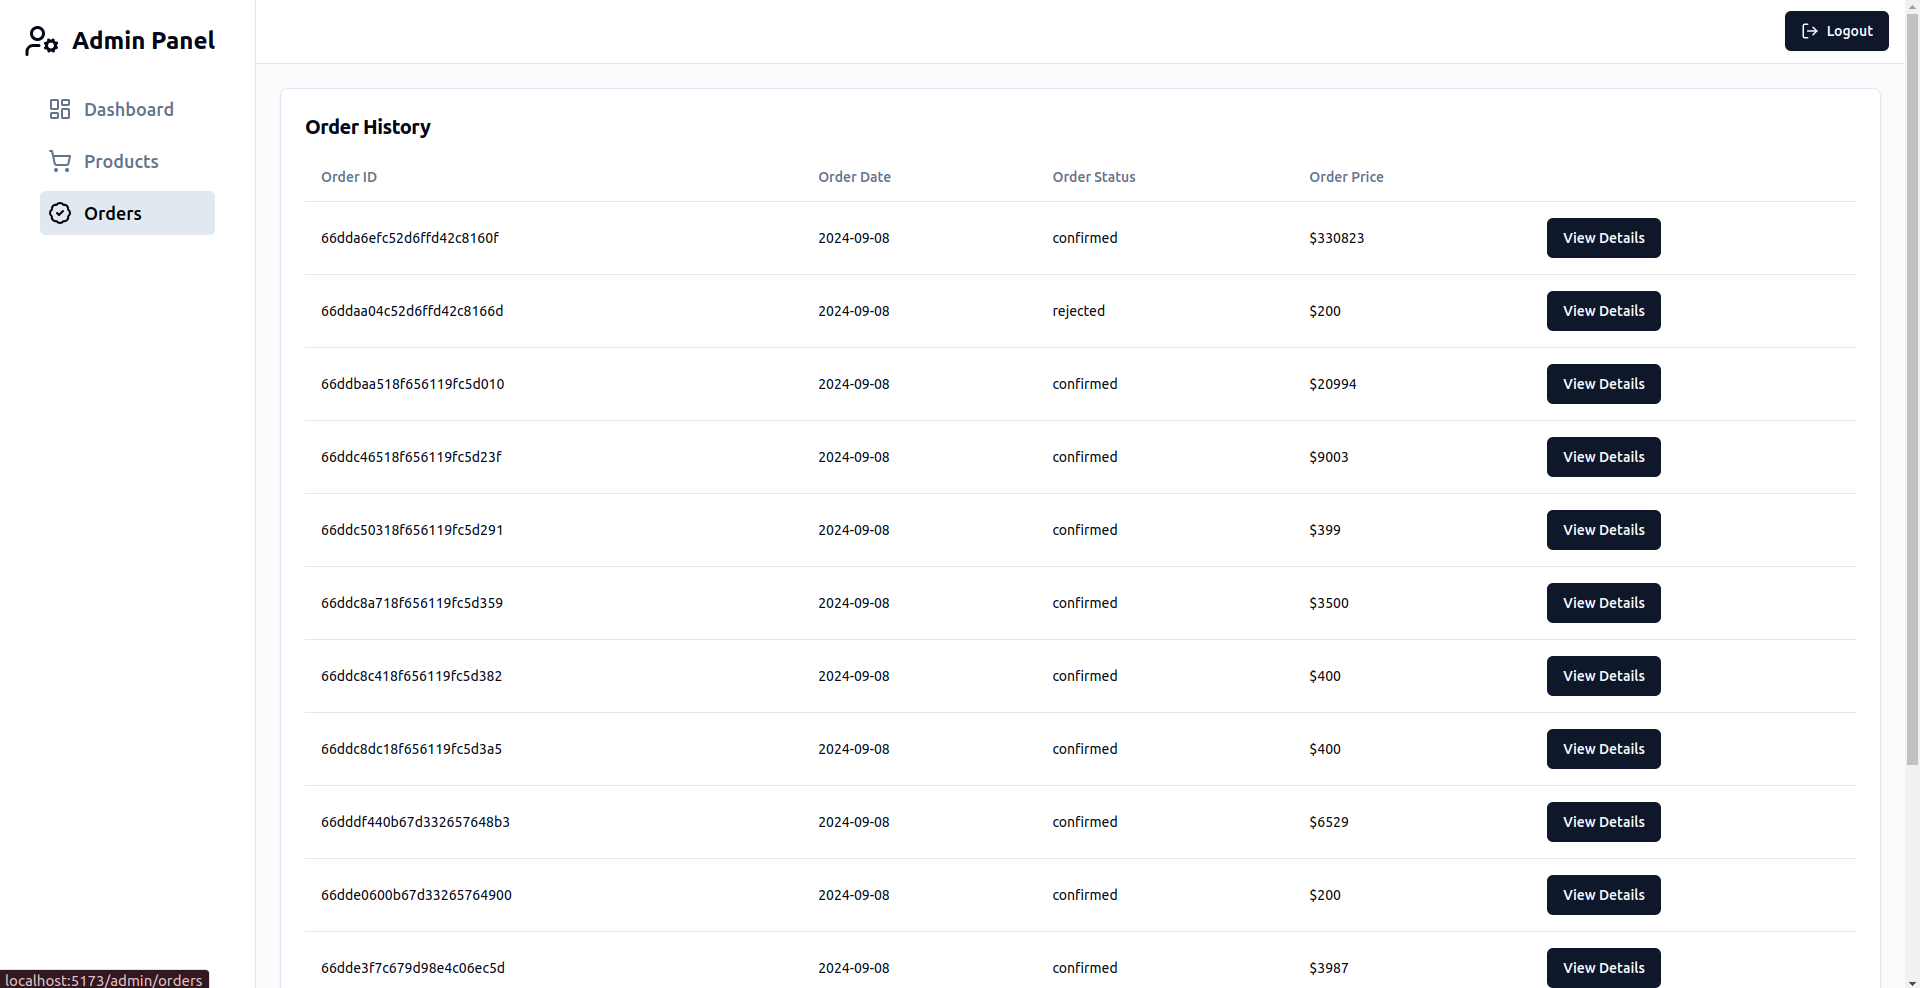 Admin Panel
Logout
Dashboard
Products
Orders
Order History
Order ID Order Date Order Status Order Price
66dda6efc52d6ffd42c8160f 2024-09-08 confirmed $330823 View Details
66ddaa04c52d6ffd42c8166d 2024-09-08 rejected $200 View Details
66ddbaa518f656119fc5d010 2024-09-08 confirmed $20994 View Details
66ddc46518f656119fc5d23f 2024-09-08 confirmed $9003 View Details
66ddc50318f656119fc5d291 2024-09-08 confirmed $399 View Details
66ddc8a718f656119fc5d359 2024-09-08 confirmed $3500 View Details
66ddc8c418f656119fc5d382 2024-09-08 confirmed $400 View Details
66ddc8dc18f656119fc5d3a5 2024-09-08 confirmed $400 View Details
66dddf440b67d332657648b3 2024-09-08 confirmed $6529 View Details
66dde0600b67d33265764900 2024-09-08 confirmed $200 View Details
66dde3f7c679d98e4c06ec5d 2024-09-08 confirmed $3987 View Details
localhost:5173/admin/orders